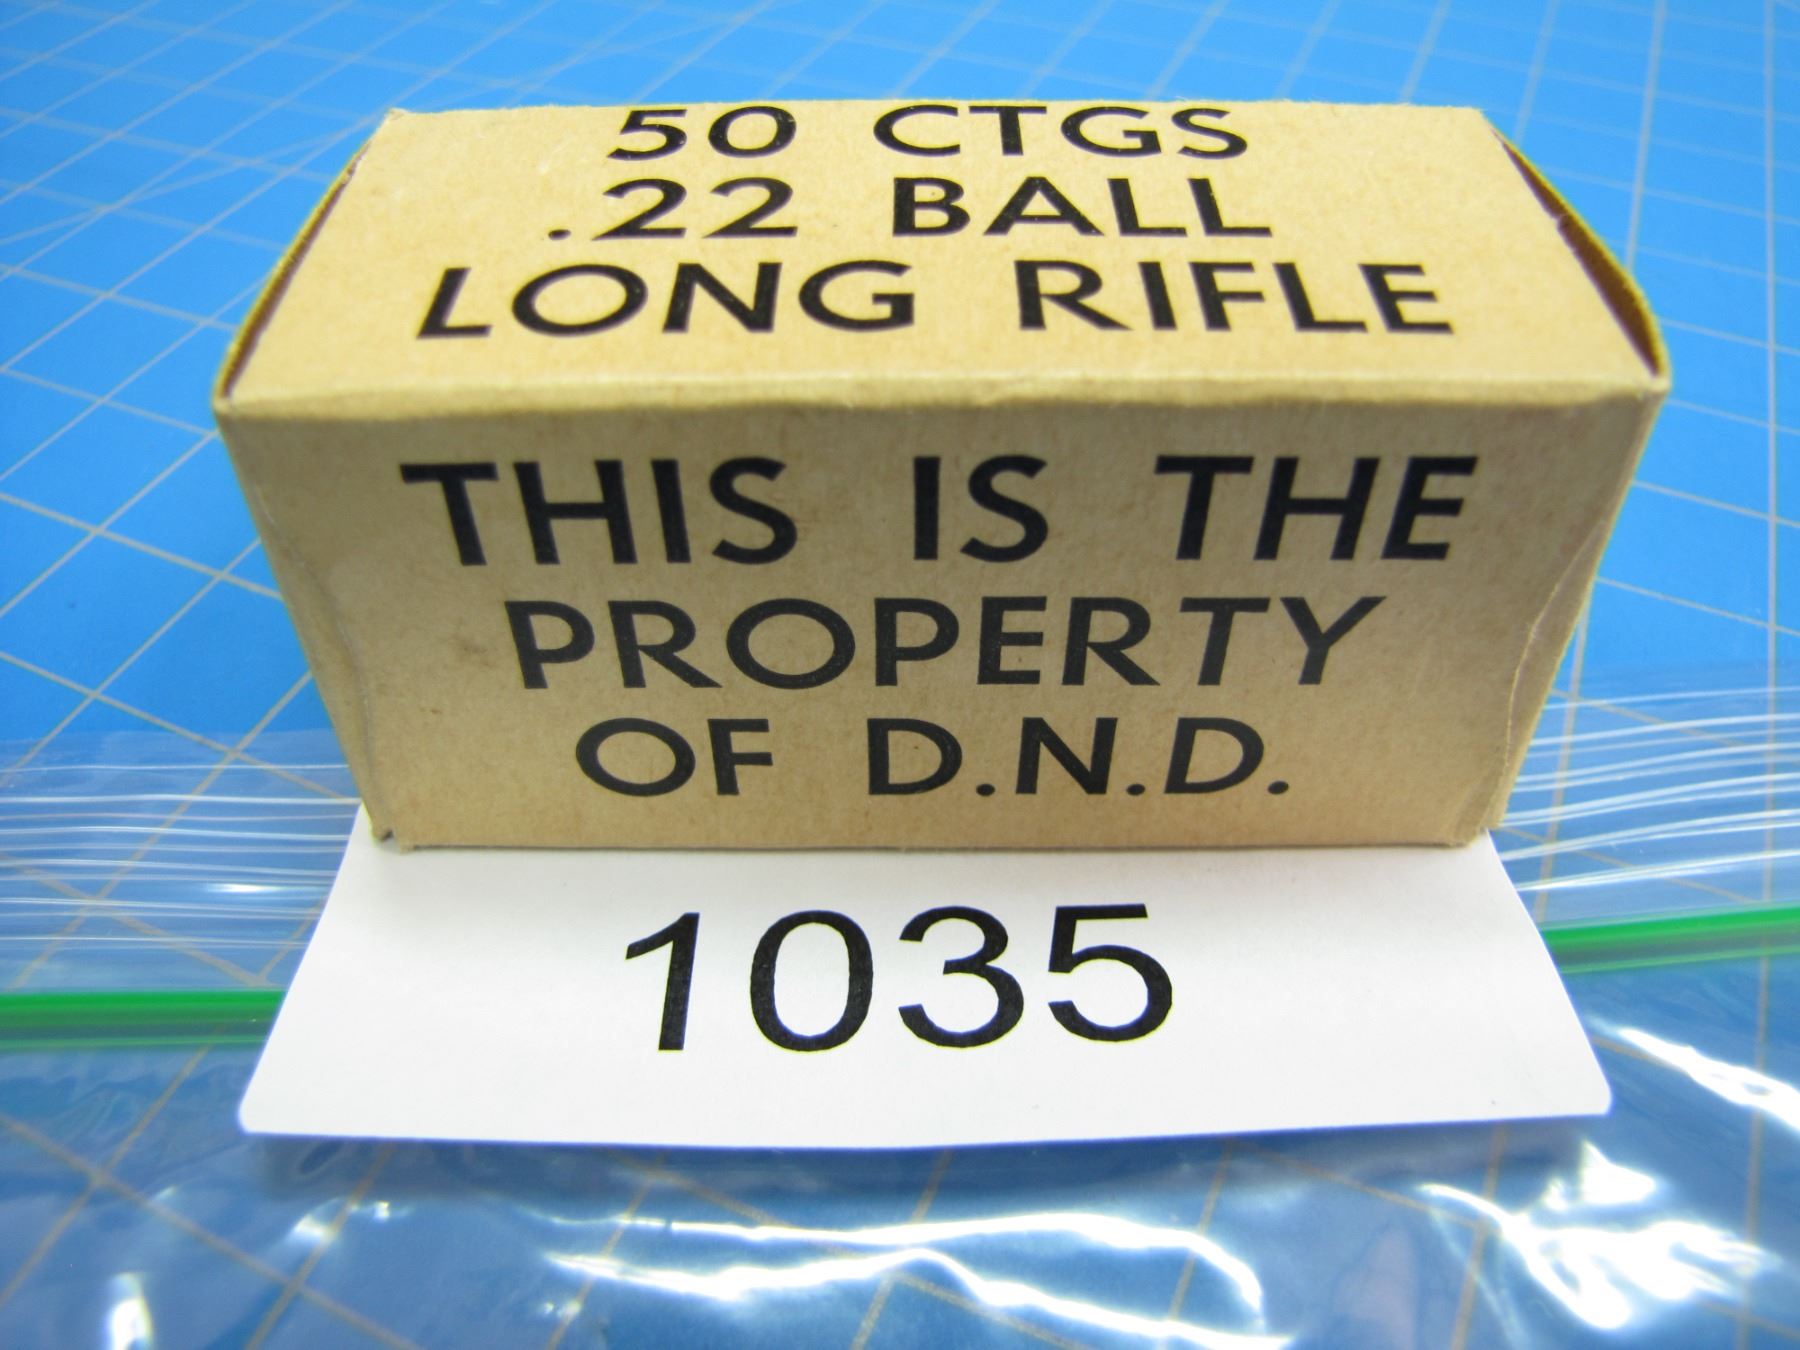 50 CTGS
.22 BALL
LONG RIFLE
THIS IS THE
PROPERTY
OF D.N.D.
1035